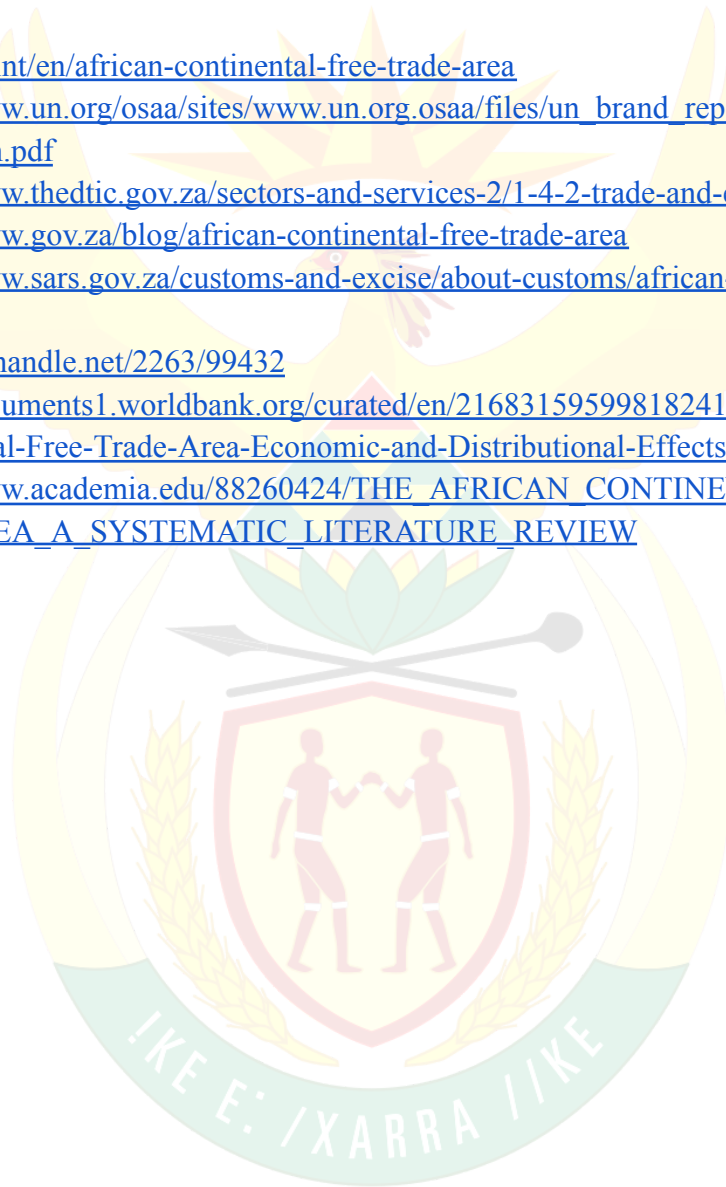 nt/en/african-continental-free-trade-area
w.un.org/osaa/sites/www.un.org.osaa/files/un_brand_rep
.pdf
w.thedtic.gov.za/sectors-and-services-2/1-4-2-trade-and-
w.gov.za/blog/african-continental-free-trade-area
w.sars.gov.za/customs-and-excise/about-customs/african-
handle.net/2263/99432
uments1.worldbank.org/curated/en/21683159599818241
al-Free-Trade-Area-Economic-and-Distributional-Effects
w.academia.edu/88260424/THE_AFRICAN_CONTINE
EA_A_SYSTEMATIC_LITERATURE_REVIEW
!KE E: /XARRA //KE